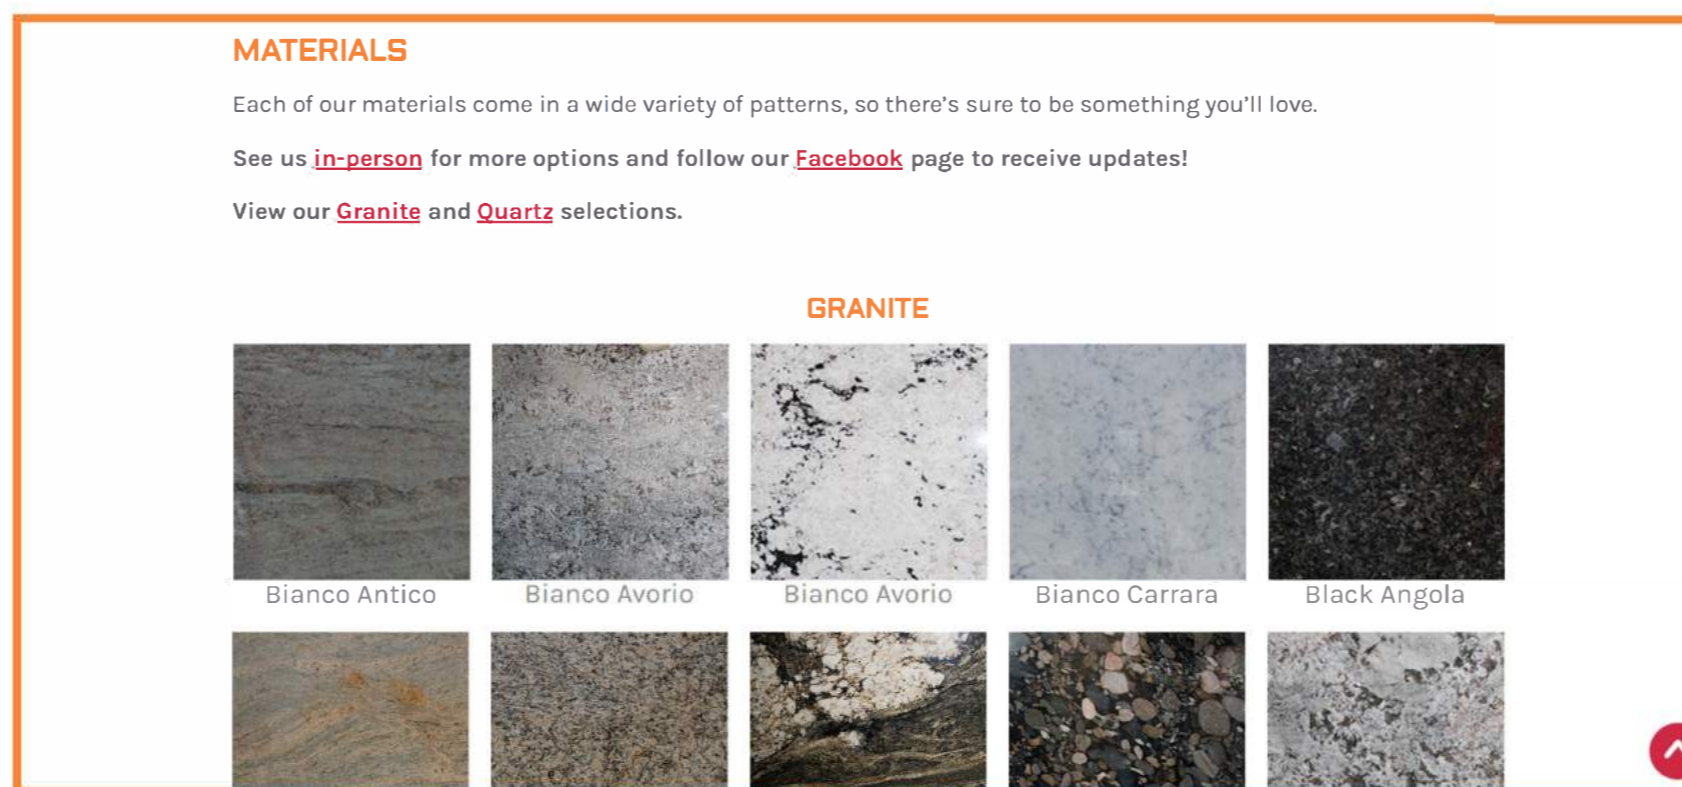 MATERIALS
Each of our materials come in a wide variety of patterns, so there's sure to be something you'll love.
See us in-person for more options and follow our Facebook page to receive updates!
View our Granite and Quartz selections.
GRANITE
Bianco Antico
Bianco Avorio
Bianco Avorio
Bianco Carrara
Black Angola